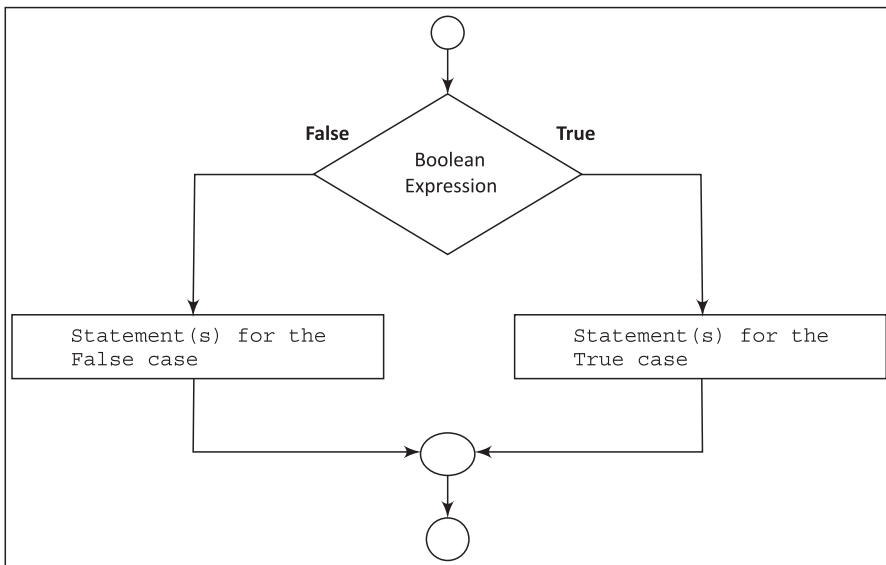 False
True
Boolean
Expression
Statement(s) for the
False case
Statement(s) for the
True case